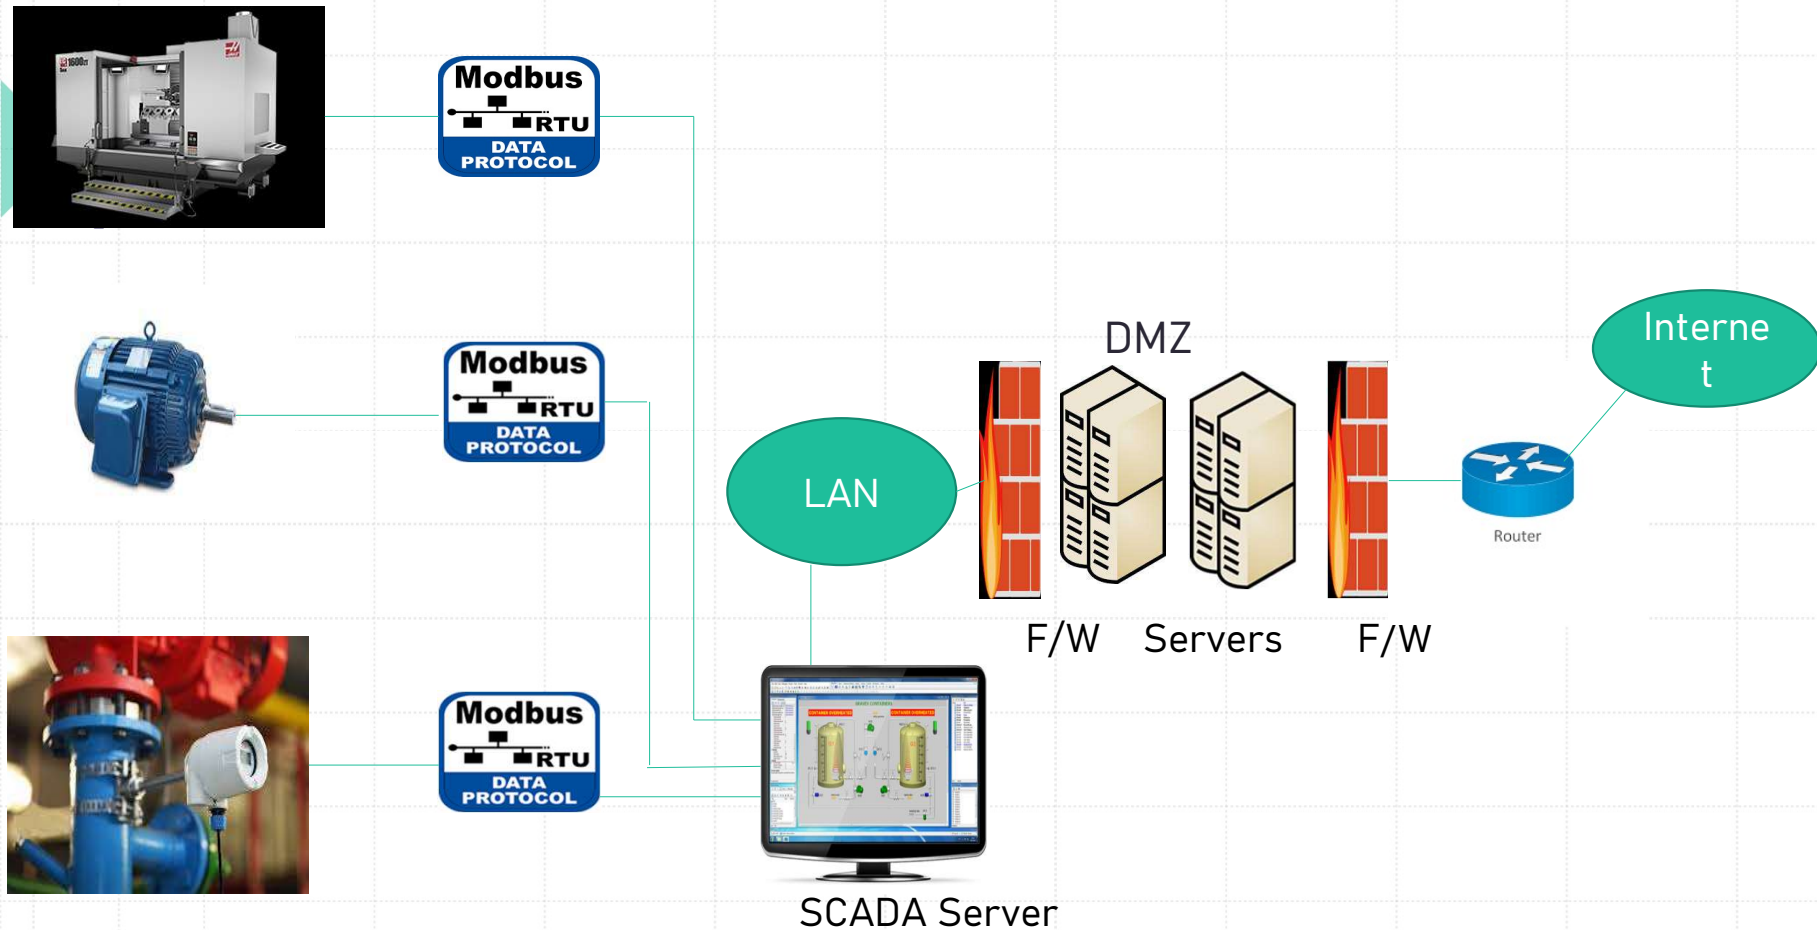 1600ZT
Modbus
RTU
DATA
PROTOCOL
Modbus
RTU
DATA
PROTOCOL
Modbus
RTU
DATA
PROTOCOL
LAN
DMZ
F/W
Servers
F/W
Router
Interne
t
SCADA Server